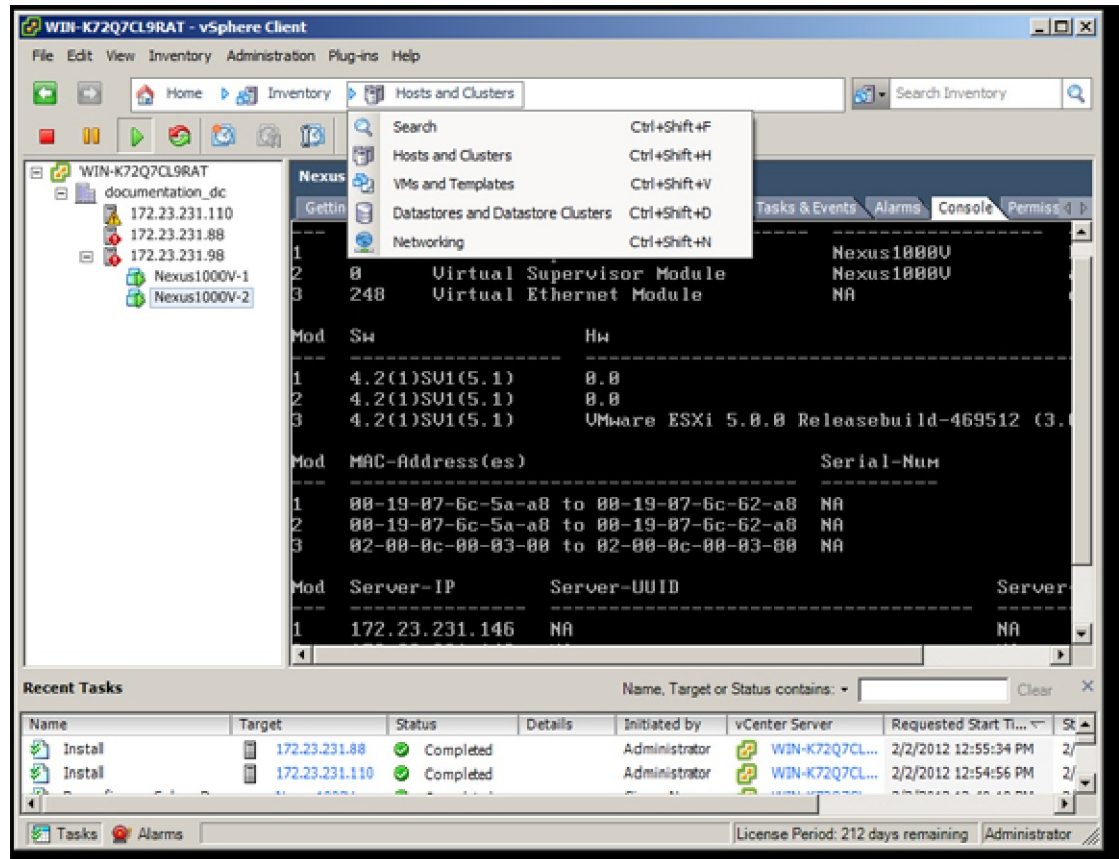 WIN-K72Q7CL9RAT - vSphere Client
File Edit View Inventory Administration Plug-ins Help
Home Inventory Hosts and Clusters Search Inventory
Search Ctrl+Shift+F
Hosts and Clusters Ctrl+Shift+H
VMs and Templates Ctrl+Shift+V
Datastores and Datastore Clusters Ctrl+Shift+D
Networking Ctrl+Shift+N
WIN-K72Q7CL9RAT
documentation_dc
172.23.231.110
172.23.231.88
172.23.231.98
Nexus1000V-1
Nexus1000V-2
Nexus
Gettin Tasks & Events Alarms Console Permiss
--- ---------- ------------------
1 Nexus1000V
2 0 Virtual Supervisor Module Nexus1000V
3 248 Virtual Ethernet Module NA
Mod Sw Hw
--- ------------------ ------------------------------------------------
1 4.2(1)SV1(5.1) 0.0
2 4.2(1)SV1(5.1) 0.0
3 4.2(1)SV1(5.1) VMware ESXi 5.0.0 Releasebuild-469512 (3.
Mod MAC-Address(es) Serial-Num
--- -------------------------------------- ----------
1 00-19-07-6c-5a-a8 to 00-19-07-6c-62-a8 NA
2 00-19-07-6c-5a-a8 to 00-19-07-6c-62-a8 NA
3 02-00-0c-00-03-00 to 02-00-0c-00-03-80 NA
Mod Server-IP Server-UUID Server-
--- --------------- ------------------------------------ ------
1 172.23.231.146 NA NA
Recent Tasks Name, Target or Status contains: Clear
Name Target Status Details Initiated by vCenter Server Requested Start Ti... St
Install 172.23.231.88 Completed Administrator WIN-K72Q7CL... 2/2/2012 12:55:34 PM 2/
Install 172.23.231.110 Completed Administrator WIN-K72Q7CL... 2/2/2012 12:54:56 PM 2/
Tasks Alarms License Period: 212 days remaining Administrator